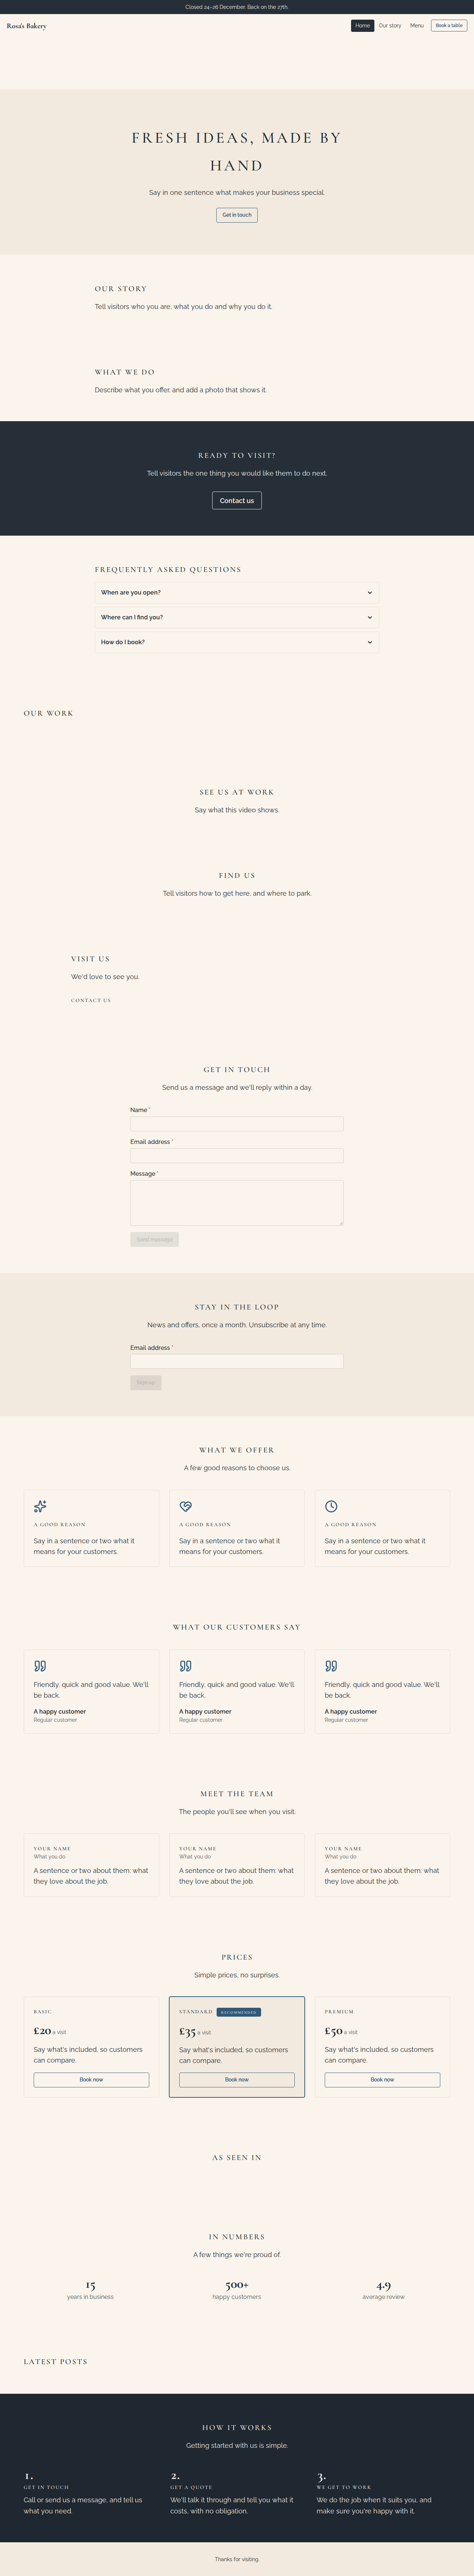 Closed 24–26 December. Back on the 27th.
Rosa's Bakery
Home Our story Menu Book a table
FRESH IDEAS, MADE BY
HAND
Say in one sentence what makes your business special.
Get in touch
OUR STORY
Tell visitors who you are, what you do and why you do it.
WHAT WE DO
Describe what you offer, and add a photo that shows it.
READY TO VISIT?
Tell visitors the one thing you would like them to do next.
Contact us
FREQUENTLY ASKED QUESTIONS
When are you open?
Where can I find you?
How do I book?
OUR WORK
SEE US AT WORK
Say what this video shows.
FIND US
Tell visitors how to get here, and where to park.
VISIT US
We'd love to see you.
CONTACT US
GET IN TOUCH
Send us a message and we'll reply within a day.
Name *
Email address *
Message *
Send message
STAY IN THE LOOP
News and offers, once a month. Unsubscribe at any time.
Email address *
Sign up
WHAT WE OFFER
A few good reasons to choose us.
A GOOD REASON A GOOD REASON A GOOD REASON
Say in a sentence or two what it Say in a sentence or two what it Say in a sentence or two what it
means for your customers. means for your customers. means for your customers.
WHAT OUR CUSTOMERS SAY
Friendly, quick and good value. We'll Friendly, quick and good value. We'll Friendly, quick and good value. We'll
be back. be back. be back.
A happy customer A happy customer A happy customer
Regular customer Regular customer Regular customer
MEET THE TEAM
The people you'll see when you visit.
YOUR NAME YOUR NAME YOUR NAME
What you do What you do What you do
A sentence or two about them: what A sentence or two about them: what A sentence or two about them: what
they love about the job. they love about the job. they love about the job.
PRICES
Simple prices, no surprises.
BASIC STANDARD RECOMMENDED PREMIUM
£20 a visit £35 a visit £50 a visit
Say what's included, so customers Say what's included, so customers Say what's included, so customers
can compare. can compare. can compare.
Book now Book now Book now
AS SEEN IN
IN NUMBERS
A few things we're proud of.
15 500+ 4.9
years in business happy customers average review
LATEST POSTS
HOW IT WORKS
Getting started with us is simple.
1. 2. 3.
GET IN TOUCH GET A QUOTE WE GET TO WORK
Call or send us a message, and tell us We'll talk it through and tell you what it We do the job when it suits you, and
what you need. costs, with no obligation. make sure you're happy with it.
Thanks for visiting.